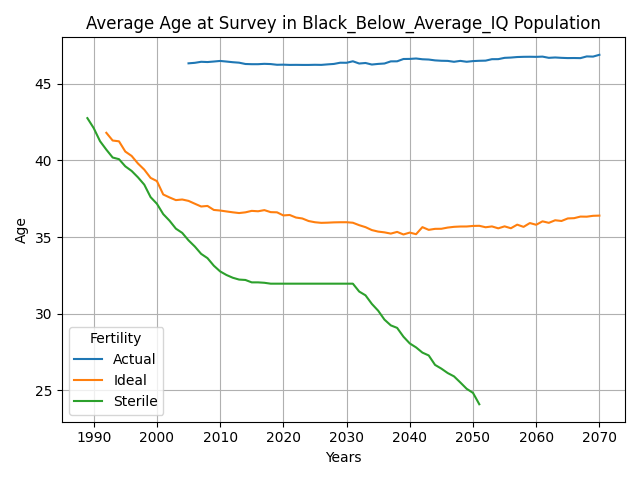 Average Age at Survey in Black_Below_Average_IQ Population
Age
45
40
35
30
25
Fertility
Actual
Ideal
Sterile
1990 2000 2010 2020 2030 2040 2050 2060 2070
Years